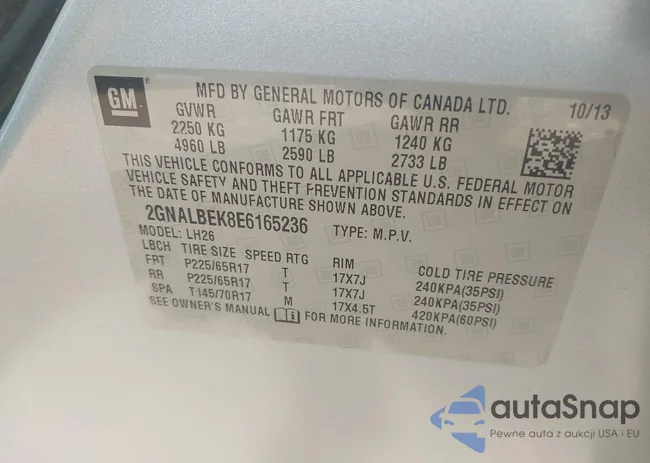 GM
MFD BY GENERAL MOTORS OF CANADA LTD. 10/13
GVWR GAWR FRT GAWR RR
2250 KG 1175 KG 1240 KG
4960 LB 2590 LB 2733 LB
THIS VEHICLE CONFORMS TO ALL APPLICABLE U.S. FEDERAL MOTOR
VEHICLE SAFETY AND THEFT PREVENTION STANDARDS IN EFFECT ON
THE DATE OF MANUFACTURE SHOWN ABOVE.
2GNALBEK8E6165236 TYPE: M.P.V.
MODEL: LH26
LBCH TIRE SIZE SPEED RTG RIM COLD TIRE PRESSURE
FRT P225/65R17 T 17X7J 240KPA(35PSI)
RR P225/65R17 T 17X7J 240KPA(35PSI)
SPA T145/70R17 M 17X4.5T 420KPA(60PSI)
SEE OWNER'S MANUAL FOR MORE INFORMATION.
autaSnap
Pewne auta z aukcji USA i EU